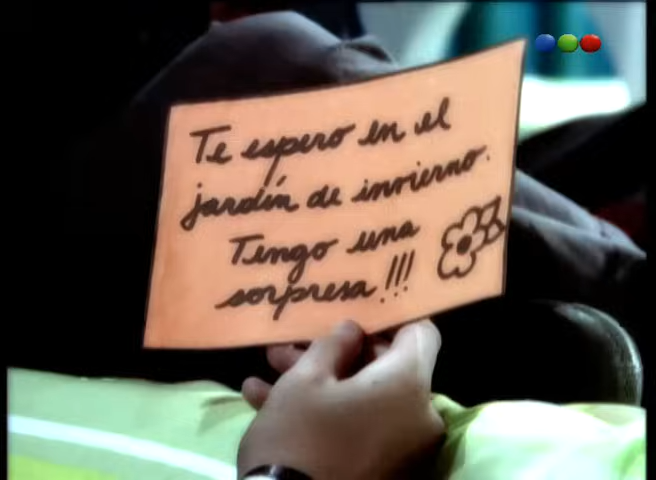 Te espero en el
jardín de invierno.
Tengo una
sorpresa!!!